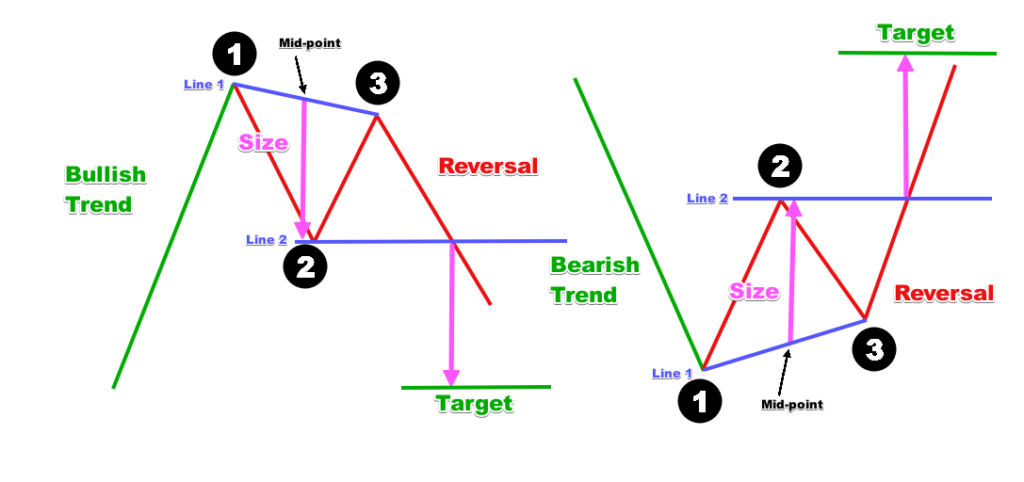 1
Mid-point
Line 1
3
Size
Bullish
Trend
Reversal
Line 2
2
Target
Target
2
Line 2
Bearish
Trend
Size
Reversal
3
Line 1
1
Mid-point